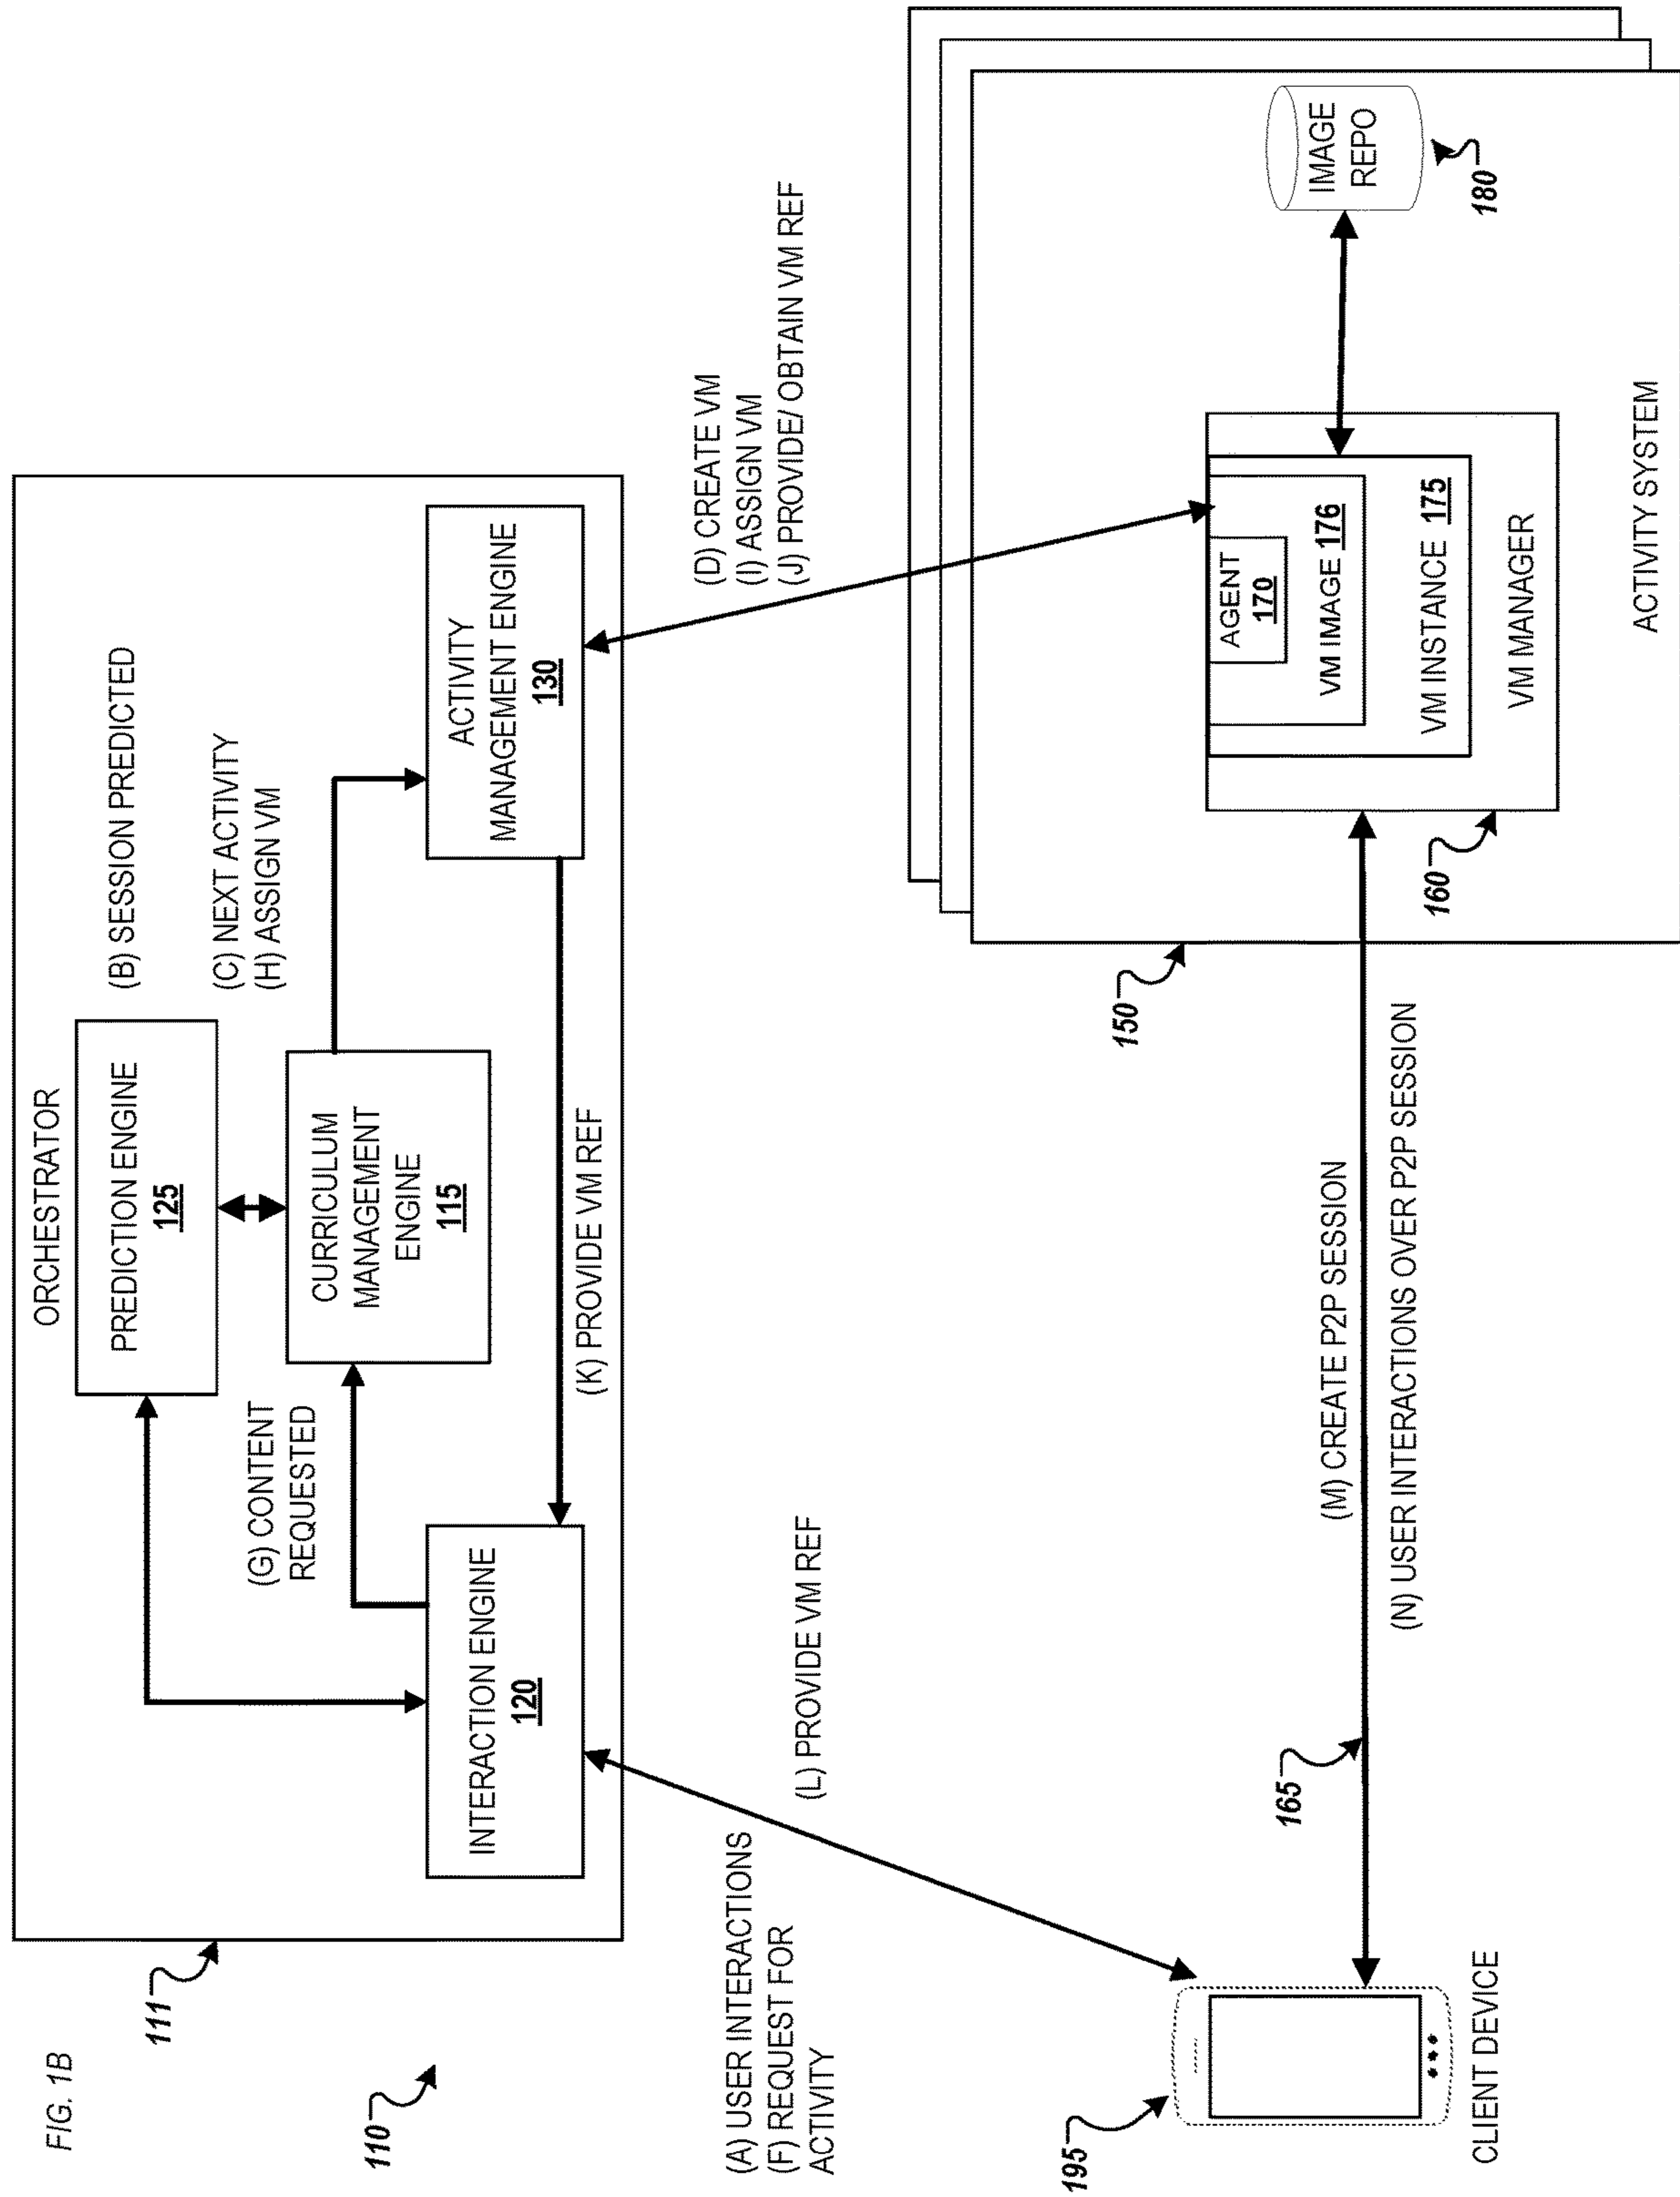 FIG. 1B
110
111
ORCHESTRATOR
PREDICTION ENGINE
125
(B) SESSION PREDICTED
(C) NEXT ACTIVITY
(H) ASSIGN VM
CURRICULUM
MANAGEMENT
ENGINE
115
(G) CONTENT
REQUESTED
INTERACTION ENGINE
120
ACTIVITY
MANAGEMENT ENGINE
130
(K) PROVIDE VM REF
(A) USER INTERACTIONS
(F) REQUEST FOR
ACTIVITY
(L) PROVIDE VM REF
(D) CREATE VM
(I) ASSIGN VM
(J) PROVIDE/ OBTAIN VM REF
195
CLIENT DEVICE
165
(M) CREATE P2P SESSION
(N) USER INTERACTIONS OVER P2P SESSION
150
160
AGENT
170
VM IMAGE 176
VM INSTANCE 175
VM MANAGER
IMAGE
REPO
180
ACTIVITY SYSTEM